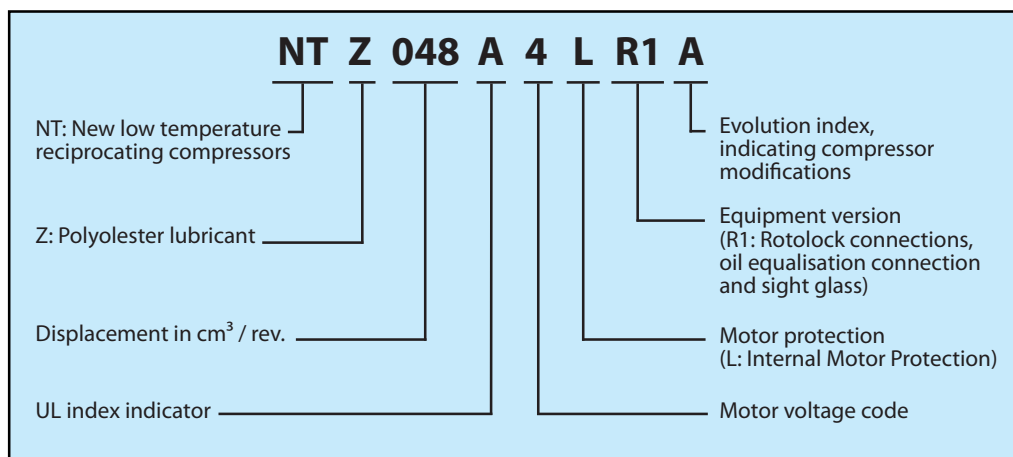 NT Z 048 A 4 L R1 A
NT: New low temperature
reciprocating compressors
Z: Polyolester lubricant
Displacement in cm³ / rev.
UL index indicator
Evolution index,
indicating compressor
modifications
Equipment version
(R1: Rotolock connections,
oil equalisation connection
and sight glass)
Motor protection
(L: Internal Motor Protection)
Motor voltage code